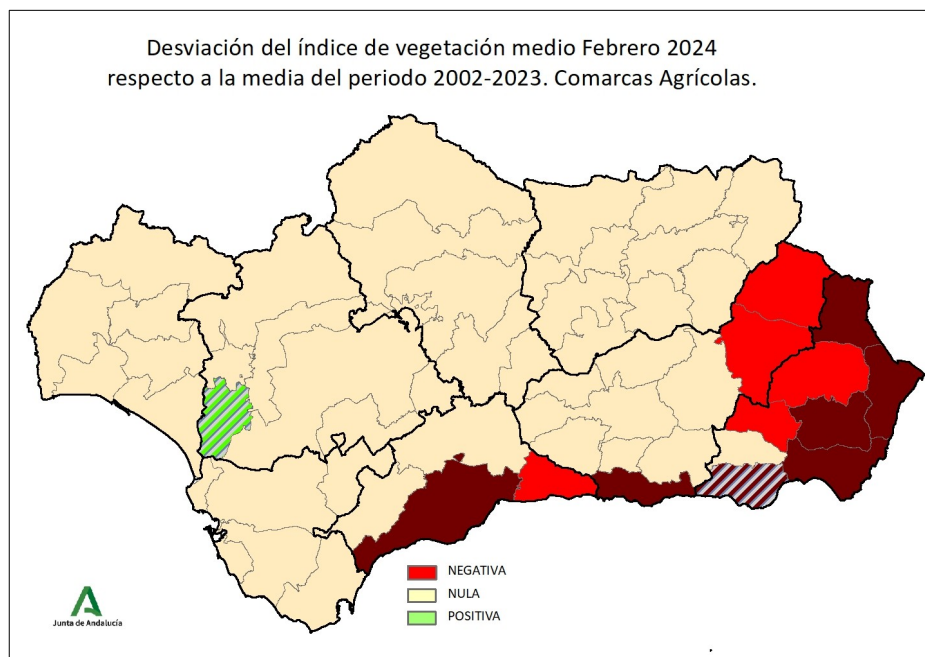 Desviación del índice de vegetación medio Febrero 2024
respecto a la media del periodo 2002-2023. Comarcas Agrícolas.
NEGATIVA
NULA
POSITIVA
Junta de Andalucía